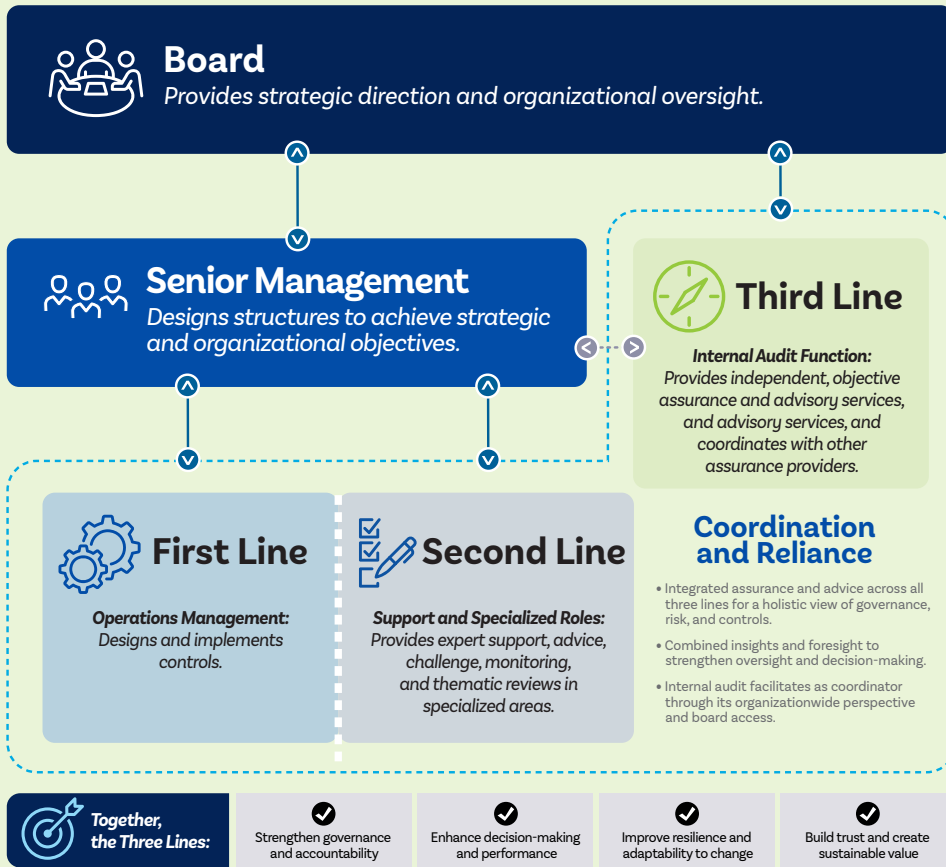 Board
Provides strategic direction and organizational oversight.
Senior Management
Designs structures to achieve strategic
and organizational objectives.
Third Line
Internal Audit Function:
Provides independent, objective
assurance and advisory services,
and advisory services, and
coordinates with other
assurance providers.
First Line
Operations Management:
Designs and implements
controls.
Second Line
Support and Specialized Roles:
Provides expert support, advice,
challenge, monitoring,
and thematic reviews in
specialized areas.
Coordination
and Reliance
• Integrated assurance and advice across all
three lines for a holistic view of governance,
risk, and controls.
• Combined insights and foresight to
strengthen oversight and decision-making.
• Internal audit facilitates as coordinator
through its organizationwide perspective
and board access.
Together,
the Three Lines:
Strengthen governance
and accountability
Enhance decision-making
and performance
Improve resilience and
adaptability to change
Build trust and create
sustainable value